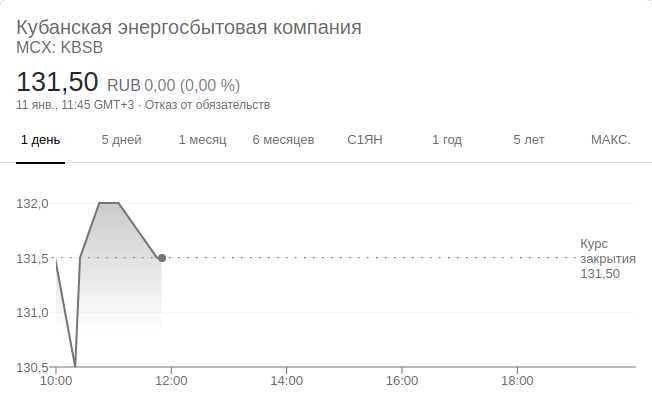 Кубанская энергосбытовая компания
MCX: KBSB
131,50 RUB 0,00 (0,00 %)
11 янв., 11:45 GMT+3 · Отказ от обязательств
1 день 5 дней 1 месяц 6 месяцев С1ЯН 1 год 5 лет МАКС.
132,0
131,5
131,0
130,5
Курс
закрытия
131,50
10:00 12:00 14:00 16:00 18:00